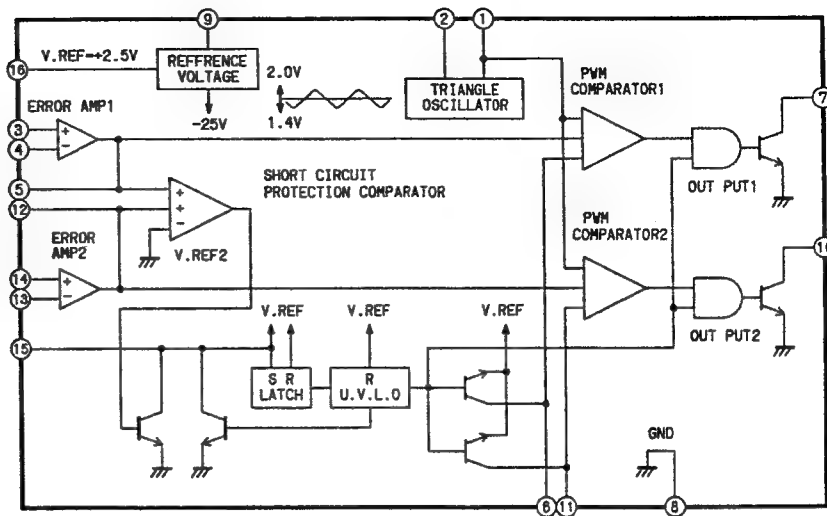 9
2
1
V.REF=+2.5V
16
REFFRENCE
VOLTAGE
2.0V
1.4V
-25V
TRIANGLE
OSCILLATOR
PWM
COMPARATOR1
7
ERROR AMP1
3
+
4
-
OUT PUT1
5
12
+
+
-
SHORT CIRCUIT
PROTECTION COMPARATOR
V.REF2
PWM
COMPARATOR2
10
ERROR
AMP2
14
+
13
-
OUT PUT2
V.REF
V.REF
V.REF
15
S R
LATCH
R
U.V.L.O
GND
6
11
8